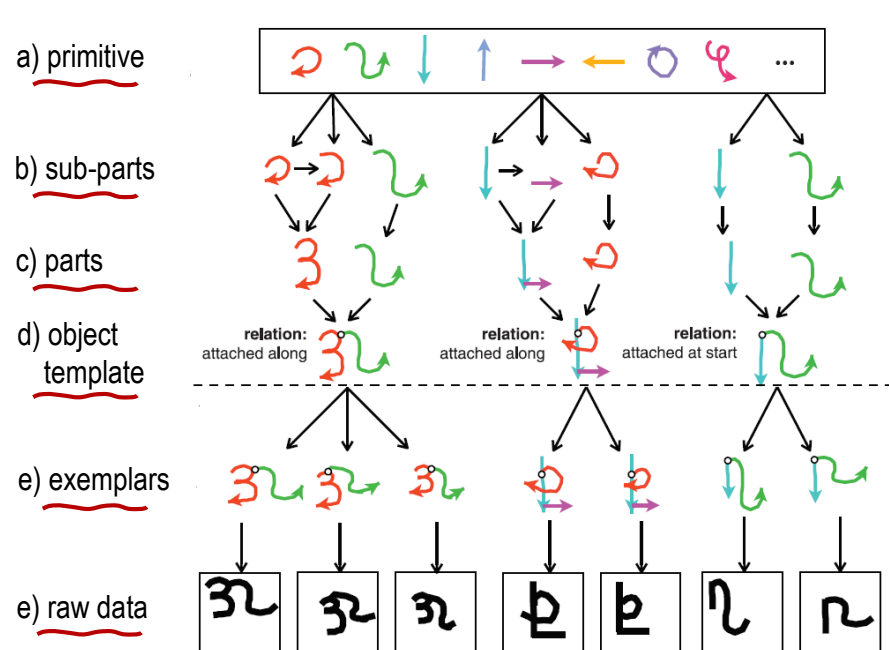 a) primitive
...
b) sub-parts
c) parts
d) object
template
relation:
attached along
relation:
attached along
relation:
attached at start
e) exemplars
e) raw data